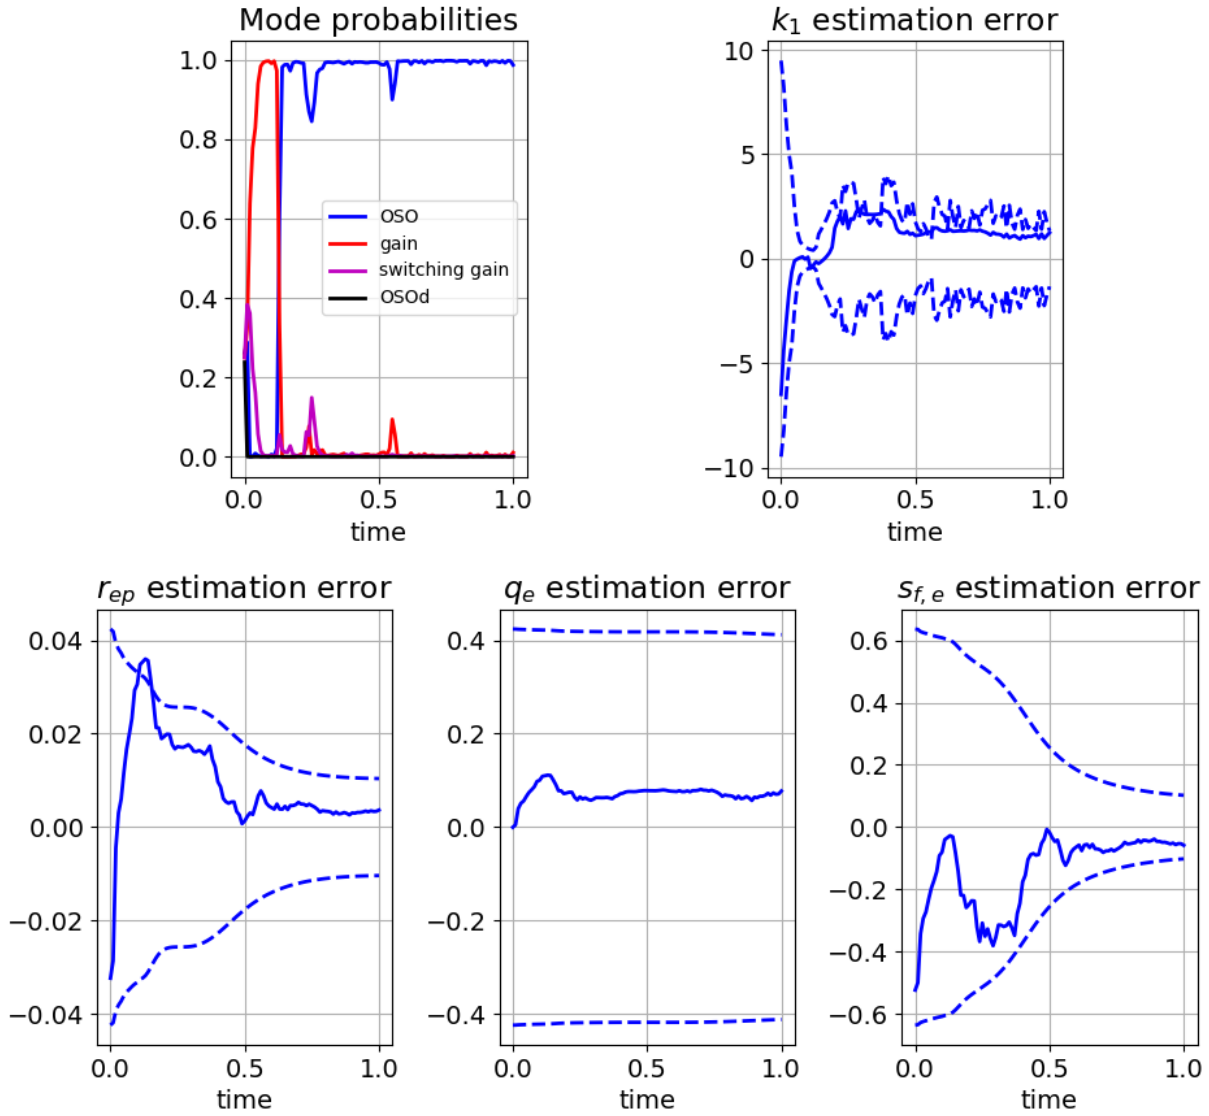 Mode probabilities
1.0
0.8
0.6
0.4
0.2
0.0
OSO
gain
switching gain
OSOd
0.0 0.5 1.0
time
k₁ estimation error
10
5
0
−5
−10
0.0 0.5 1.0
time
r_ep estimation error
0.04
0.02
0.00
−0.02
−0.04
0.0 0.5 1.0
time
q_e estimation error
0.4
0.2
0.0
−0.2
−0.4
0.0 0.5 1.0
time
s_f,e estimation error
0.6
0.4
0.2
0.0
−0.2
−0.4
−0.6
0.0 0.5 1.0
time